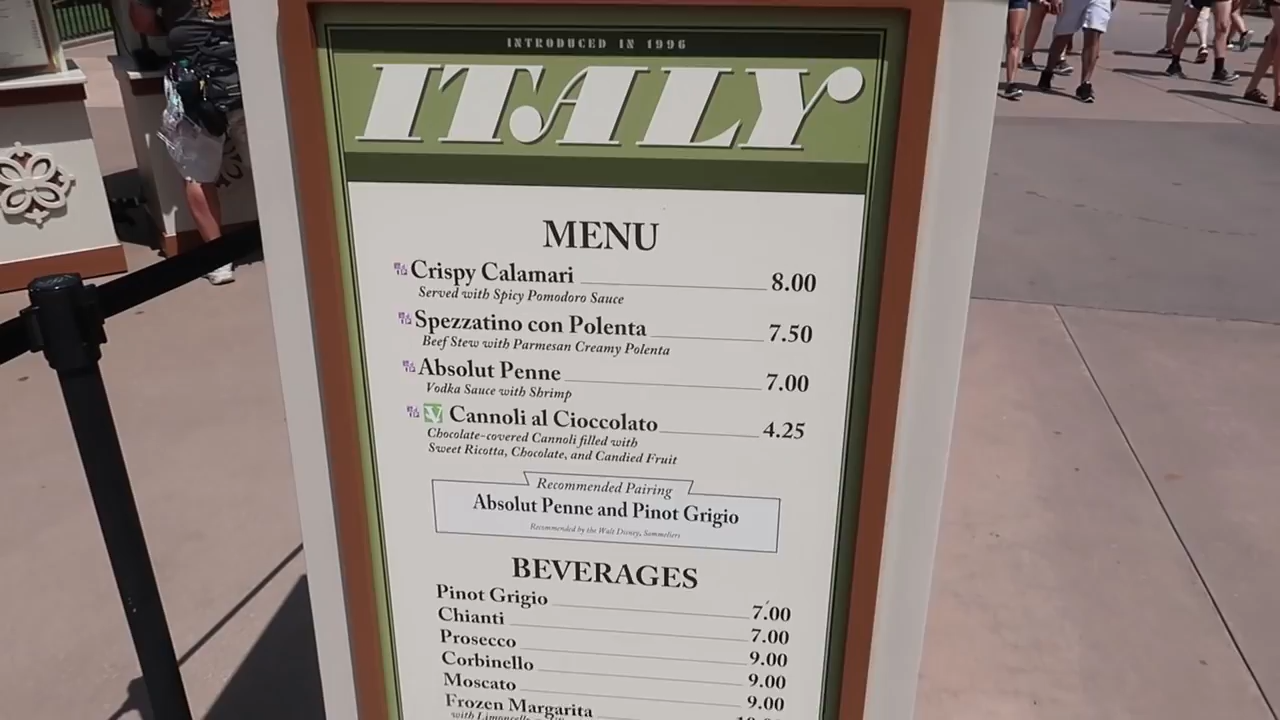 INTRODUCED IN 1996
ITALY
MENU
Crispy Calamari 8.00
Served with Spicy Pomodoro Sauce
Spezzatino con Polenta 7.50
Beef Stew with Parmesan Creamy Polenta
Absolut Penne 7.00
Vodka Sauce with Shrimp
Cannoli al Cioccolato 4.25
Chocolate-covered Cannoli filled with
Sweet Ricotta, Chocolate, and Candied Fruit
Recommended Pairing
Absolut Penne and Pinot Grigio
Recommended by the Walt Disney, Sommeliers
BEVERAGES
Pinot Grigio 7.00
Chianti 7.00
Prosecco 9.00
Corbinello 9.00
Moscato 9.00
Frozen Margarita
with Limoncello